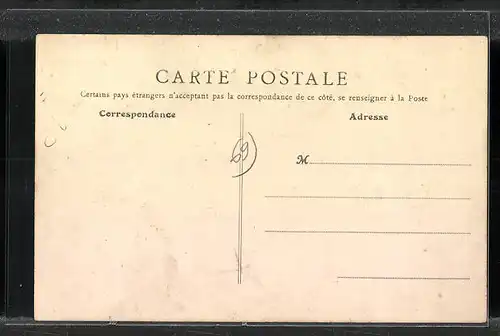 CARTE POSTALE
Certains pays étrangers n'acceptant pas la correspondance de ce côté, se renseigner à la Poste
Correspondance
Adresse
69
M